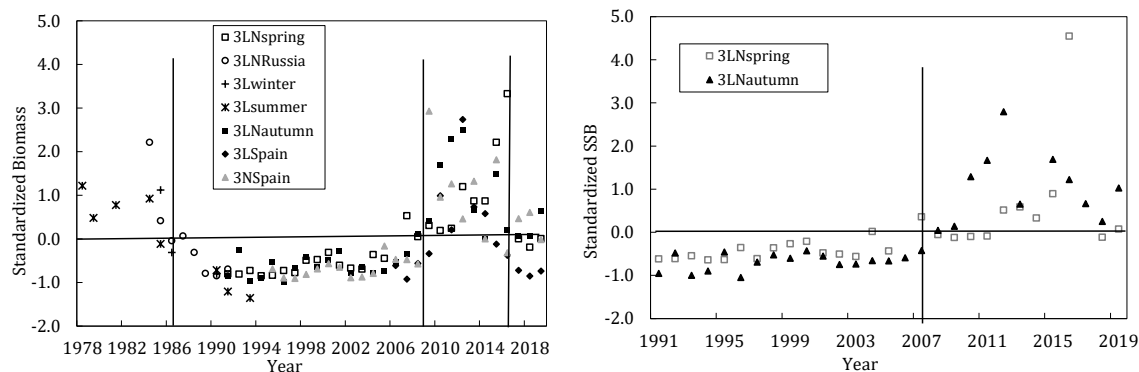 5.0
4.0
3.0
2.0
1.0
0.0
-1.0
-2.0
Standardized Biomass
3LNspring
3LNRussia
3Lwinter
3Lsummer
3LNautumn
3LSpain
3NSpain
1978 1982 1986 1990 1994 1998 2002 2006 2010 2014 2018
Year
5.0
4.0
3.0
2.0
1.0
0.0
-1.0
-2.0
Standardized SSB
3LNspring
3LNautumn
1991 1995 1999 2003 2007 2011 2015 2019
Year